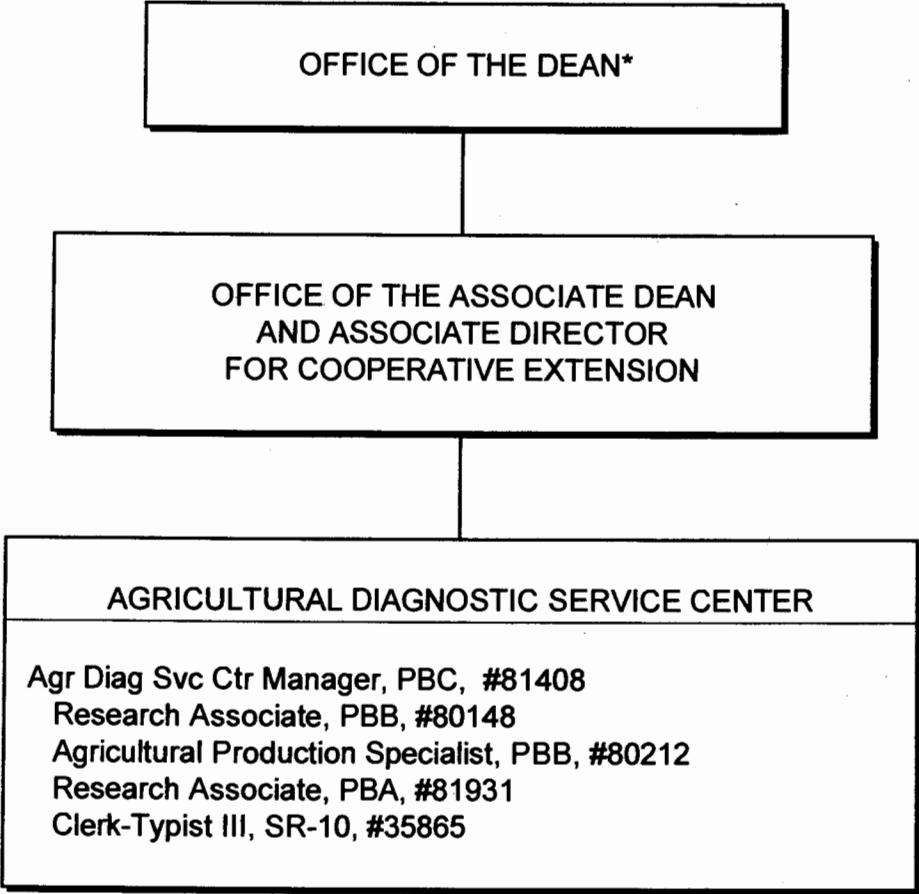 OFFICE OF THE DEAN*
OFFICE OF THE ASSOCIATE DEAN
AND ASSOCIATE DIRECTOR
FOR COOPERATIVE EXTENSION
AGRICULTURAL DIAGNOSTIC SERVICE CENTER
Agr Diag Svc Ctr Manager, PBC, #81408
Research Associate, PBB, #80148
Agricultural Production Specialist, PBB, #80212
Research Associate, PBA, #81931
Clerk-Typist III, SR-10, #35865